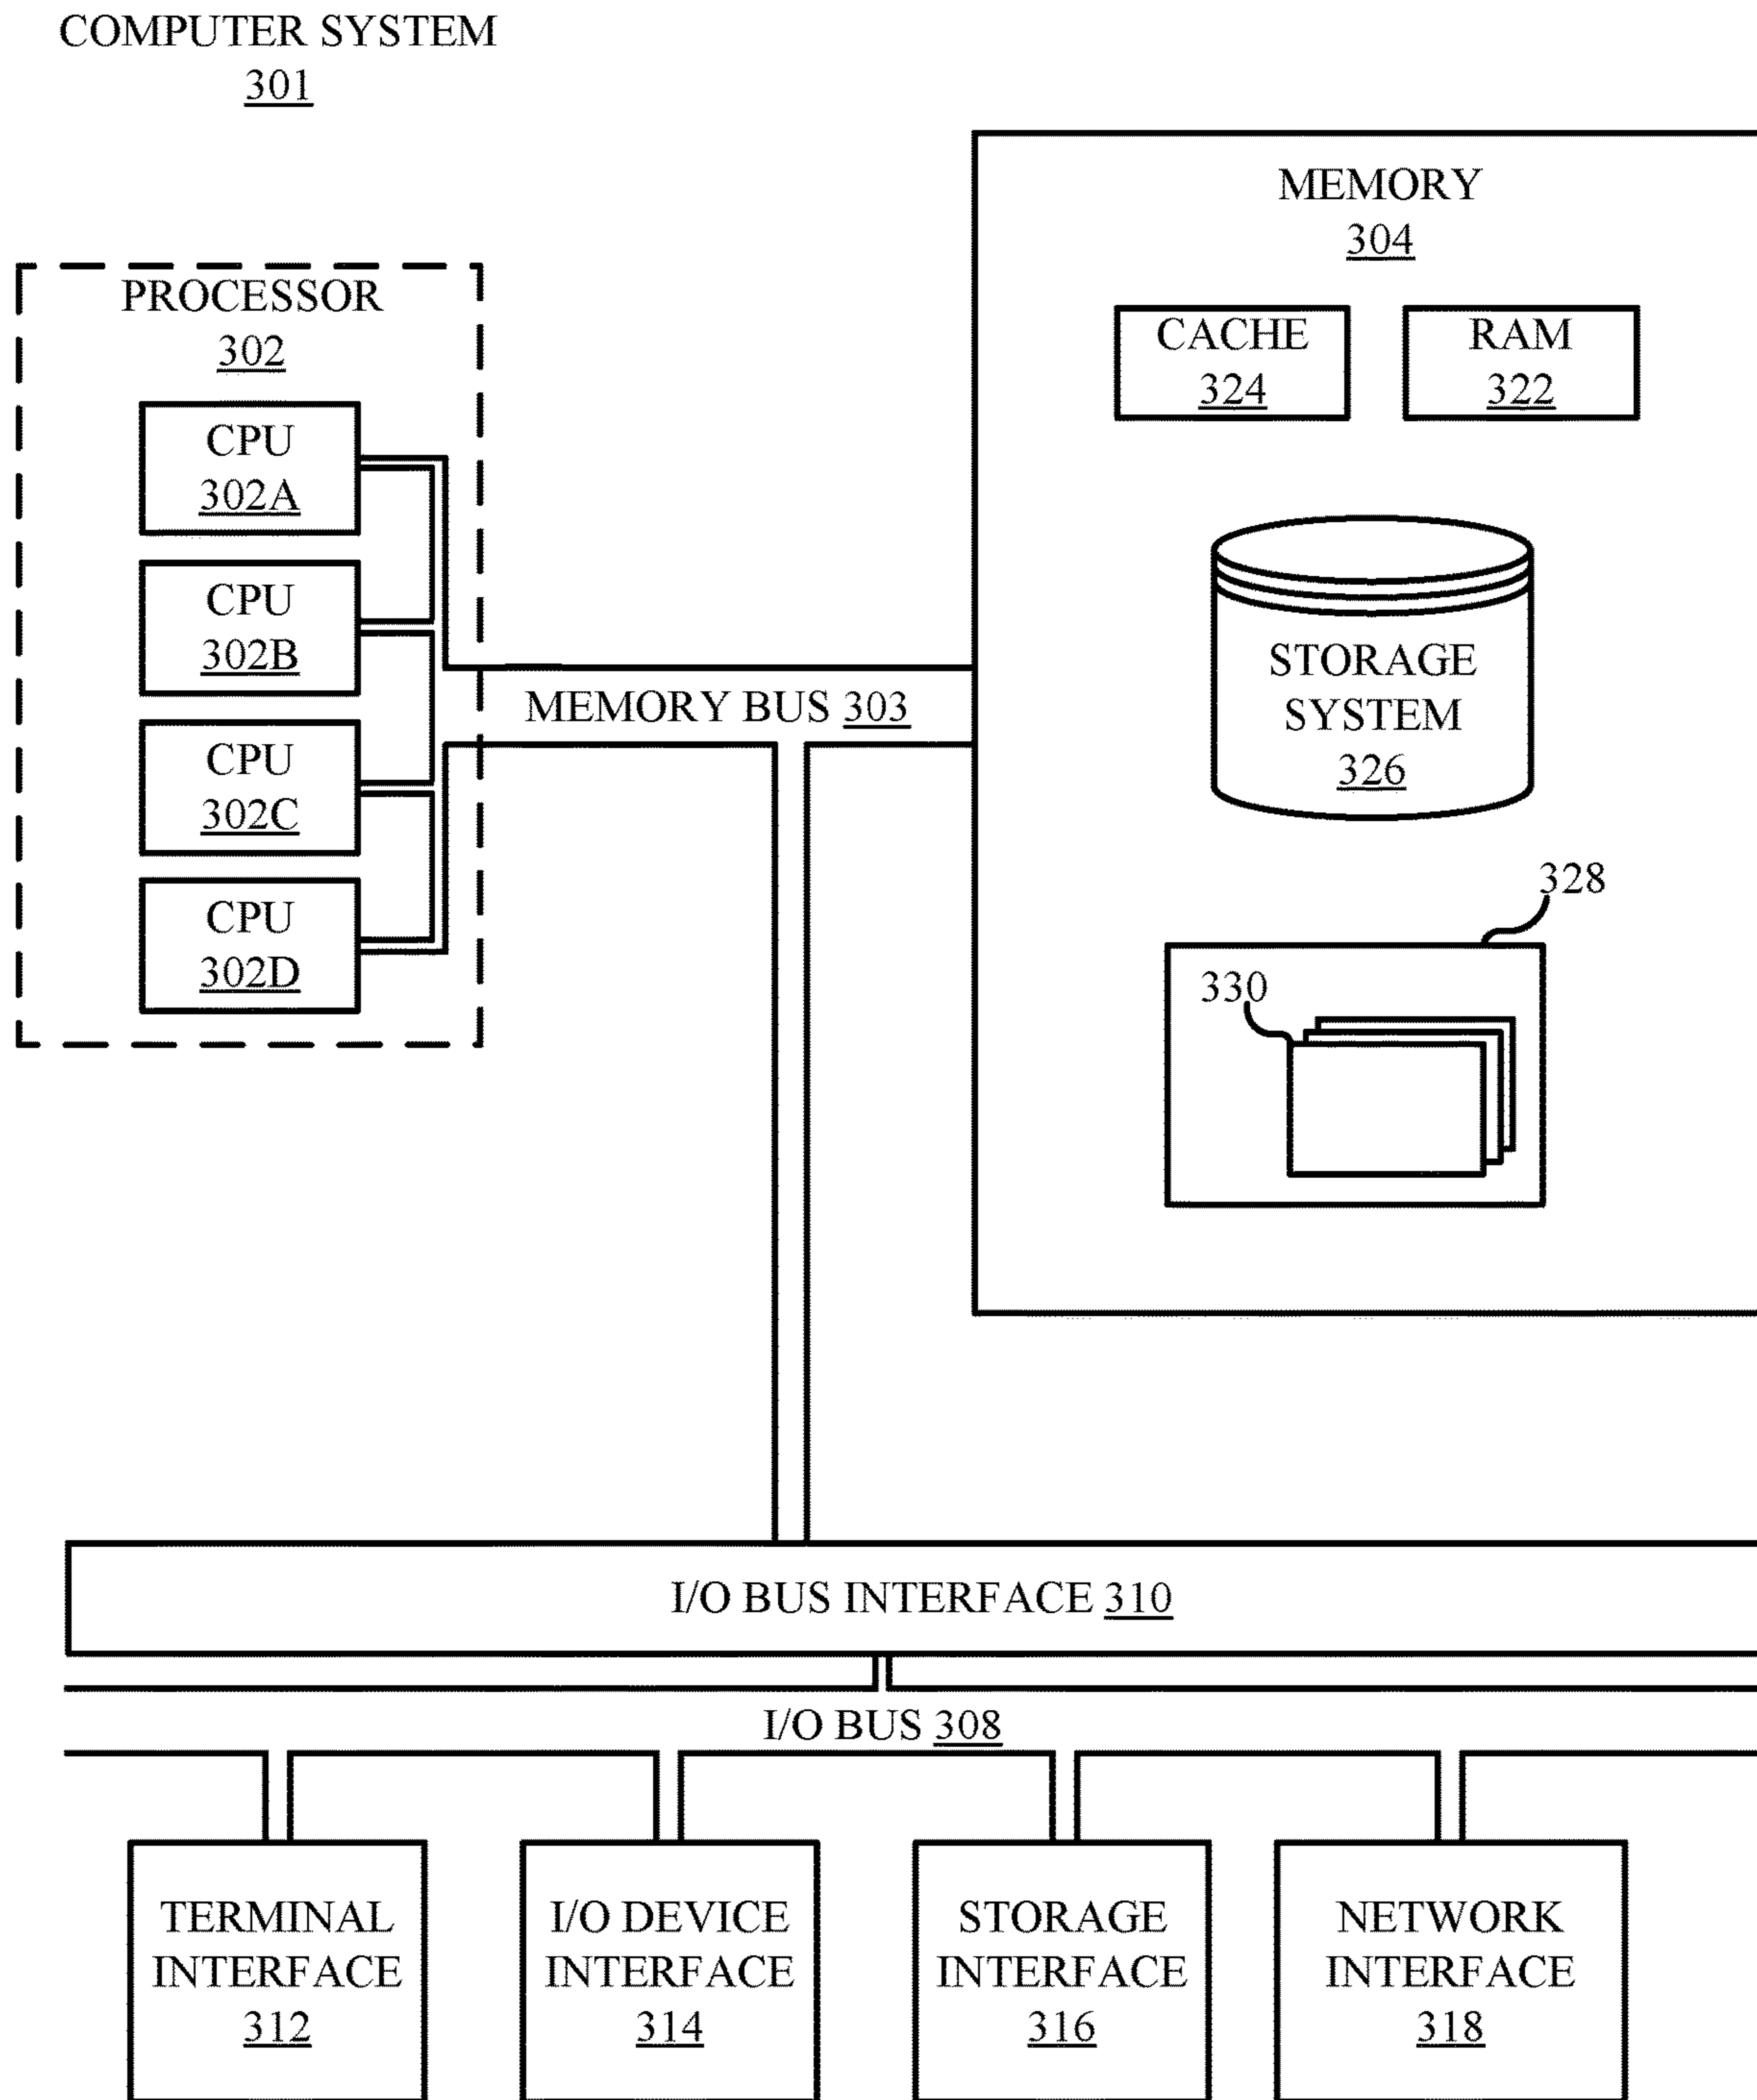 COMPUTER SYSTEM
301
PROCESSOR
302
CPU
302A
CPU
302B
CPU
302C
CPU
302D
MEMORY BUS 303
MEMORY
304
CACHE
324
RAM
322
STORAGE
SYSTEM
326
328
330
I/O BUS INTERFACE 310
I/O BUS 308
TERMINAL
INTERFACE
312
I/O DEVICE
INTERFACE
314
STORAGE
INTERFACE
316
NETWORK
INTERFACE
318